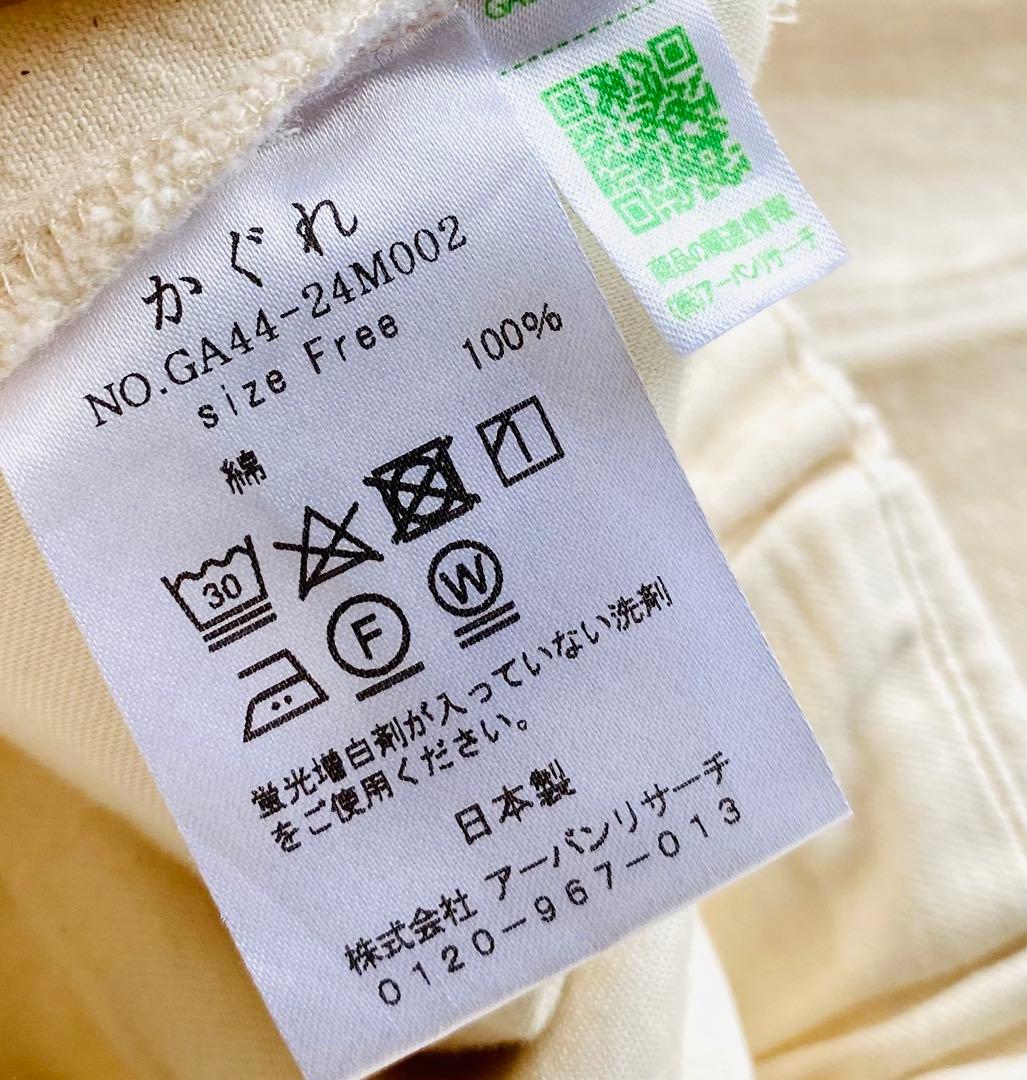 かぐれ
NO.GA44-24M002
size Free
綿 100%
30
F
W
蛍光増白剤が入っていない洗剤
をご使用ください。
日本製
株式会社 アーバンリサーチ
0120-967-013
商品の関連情報
(株)アーバンリサーチ